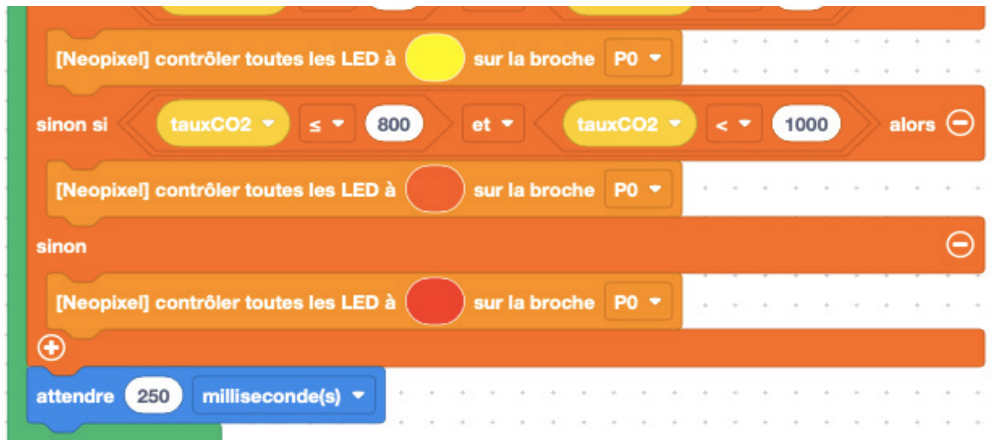 [Neopixel] contrôler toutes les LED à sur la broche P0
sinon si tauxCO2 ≤ 800 et tauxCO2 < 1000 alors
[Neopixel] contrôler toutes les LED à sur la broche P0
sinon
[Neopixel] contrôler toutes les LED à sur la broche P0
attendre 250 milliseconde(s)